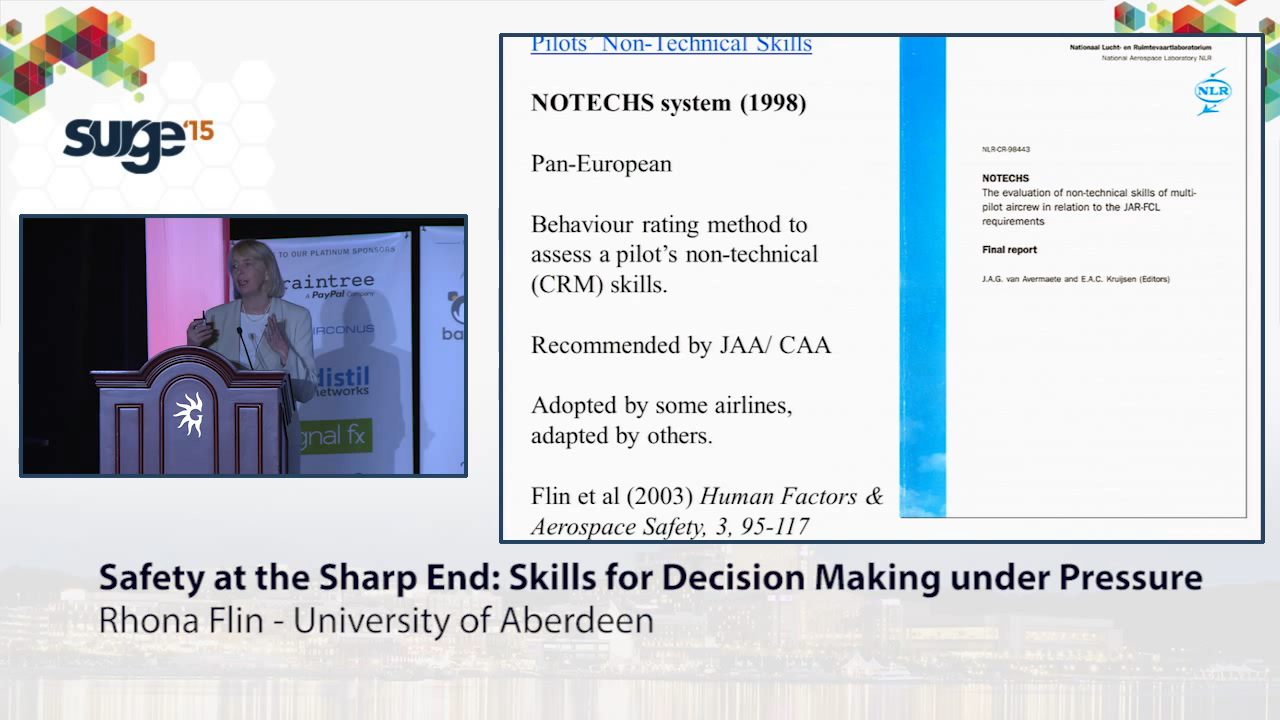 surge'15
TO OUR PLATINUM SPONSORS
raintree
A PayPal Company
IRCONUS
ba
distil
networks
gnal fx
Pilots' Non-Technical Skills
NOTECHS system (1998)
Pan-European
Behaviour rating method to
assess a pilot's non-technical
(CRM) skills.
Recommended by JAA/ CAA
Adopted by some airlines,
adapted by others.
Flin et al (2003) Human Factors &
Aerospace Safety, 3, 95-117
Nationaal Lucht- en Ruimtevaartlaboratorium
National Aerospace Laboratory NLR
NLR
NLR-CR-98443
NOTECHS
The evaluation of non-technical skills of multi-
pilot aircrew in relation to the JAR-FCL
requirements
Final report
J.A.G. van Avermaete and E.A.C. Kruijsen (Editors)
Safety at the Sharp End: Skills for Decision Making under Pressure
Rhona Flin - University of Aberdeen